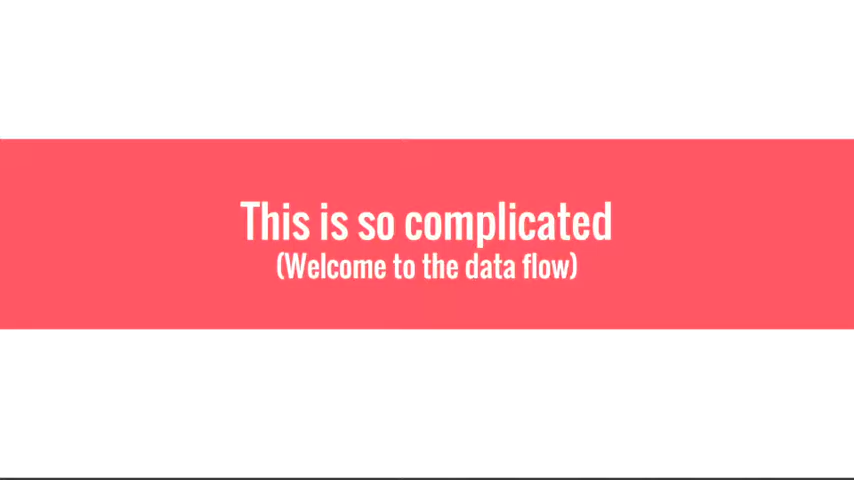 This is so complicated
(Welcome to the data flow)